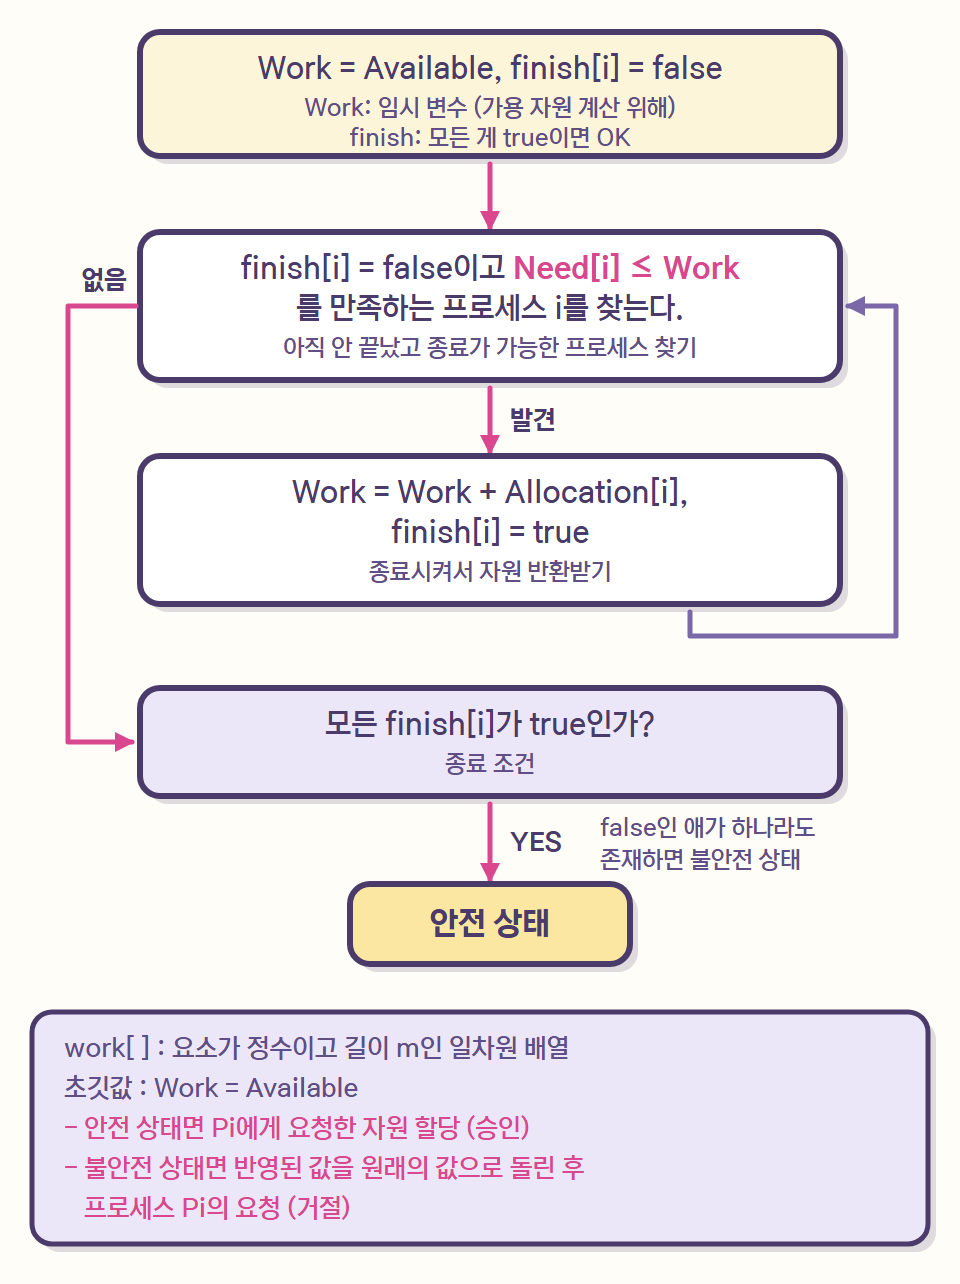 Work = Available, finish[i] = false
Work: 임시 변수 (가용 자원 계산 위해)
finish: 모든 게 true이면 OK
없음
finish[i] = false이고 Need[i] ≤ Work
를 만족하는 프로세스 i를 찾는다.
아직 안 끝났고 종료가 가능한 프로세스 찾기
발견
Work = Work + Allocation[i],
finish[i] = true
종료시켜서 자원 반환받기
모든 finish[i]가 true인가?
종료 조건
YES
false인 애가 하나라도
존재하면 불안전 상태
안전 상태
work[ ] : 요소가 정수이고 길이 m인 일차원 배열
초깃값 : Work = Available
- 안전 상태면 Pi에게 요청한 자원 할당 (승인)
- 불안전 상태면 반영된 값을 원래의 값으로 돌린 후
프로세스 Pi의 요청 (거절)